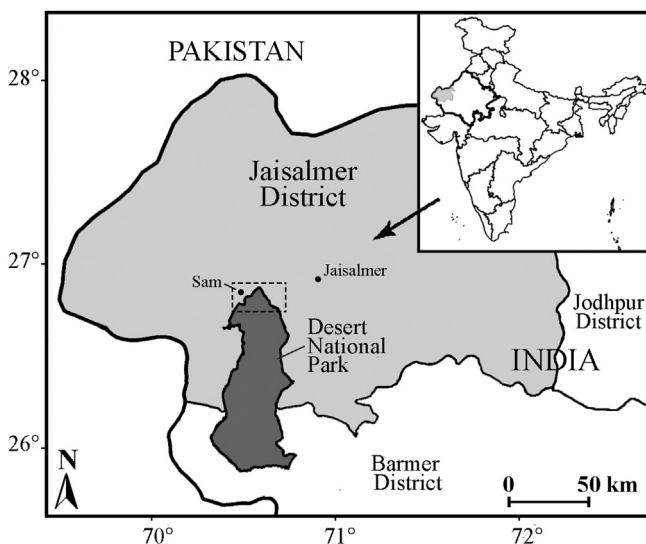 PAKISTAN
28°
Jaisalmer
District
27°
Sam
Jaisalmer
Jodhpur
District
Desert
National
Park
INDIA
26°
N
Barmer
District
0 50 km
70° 71° 72°